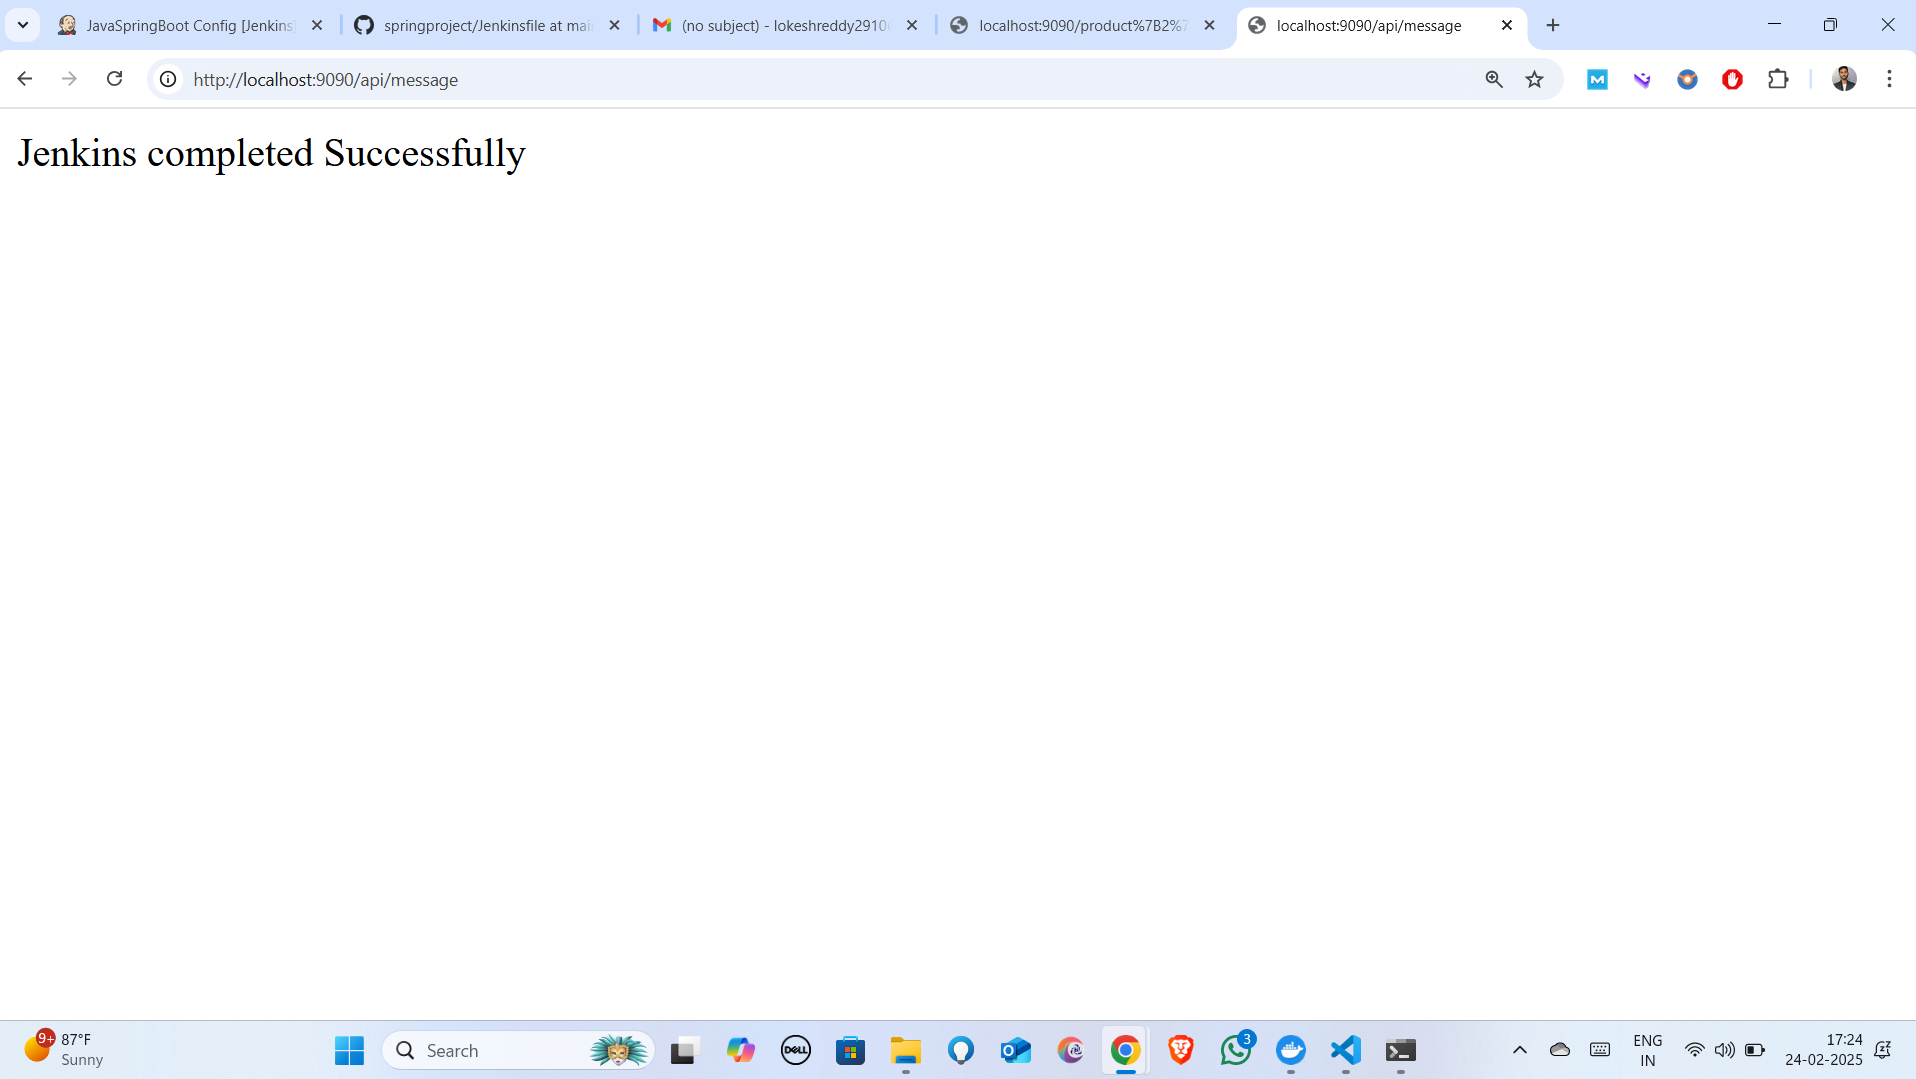 JavaSpringBoot Config [Jenkins]
springproject/Jenkinsfile at mai
(no subject) - lokeshreddy2910
localhost:9090/product%7B2%7
localhost:9090/api/message
http://localhost:9090/api/message
Jenkins completed Successfully
9+
87°F
Sunny
Search
DELL
3
ENG
IN
17:24
24-02-2025